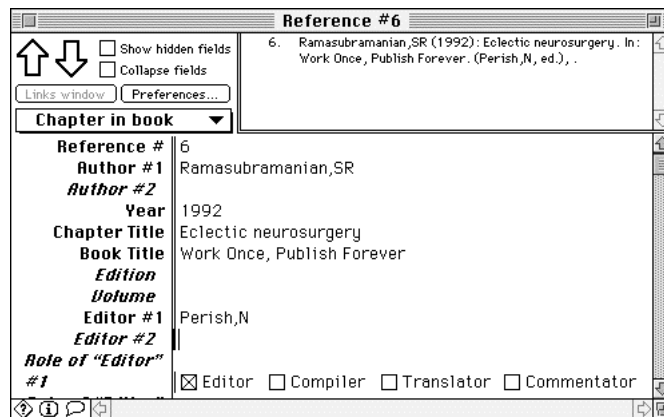 Reference #6
Show hidden fields
Collapse fields
Links window Preferences...
Chapter in book
6. Ramasubramanian,SR (1992): Eclectic neurosurgery. In:
Work Once, Publish Forever. (Perish,N, ed.), .
Reference # 6
Author #1 Ramasubramanian,SR
Author #2
Year 1992
Chapter Title Eclectic neurosurgery
Book Title Work Once, Publish Forever
Edition
Volume
Editor #1 Perish,N
Editor #2
Role of “Editor”
#1 Editor Compiler Translator Commentator